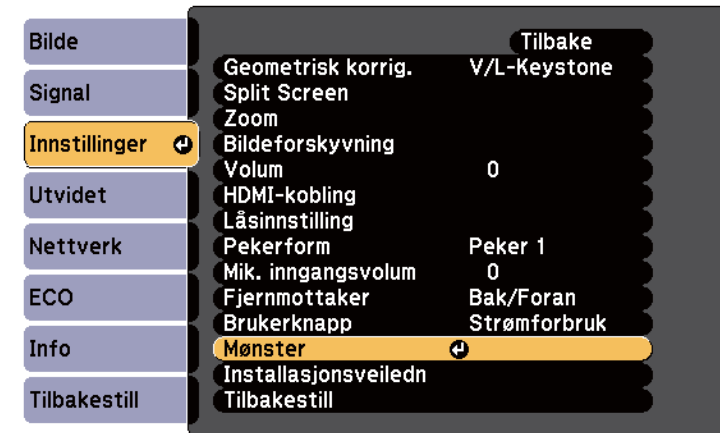 Bilde
Signal
Innstillinger
Utvidet
Nettverk
ECO
Info
Tilbakestill
Tilbake
Geometrisk korrig. V/L-Keystone
Split Screen
Zoom
Bildeforskyvning
Volum 0
HDMI-kobling
Låsinnstilling
Pekerform Peker 1
Mik. inngangsvolum 0
Fjernmottaker Bak/Foran
Brukerknapp Strømforbruk
Mønster
Installasjonsveiledn
Tilbakestill